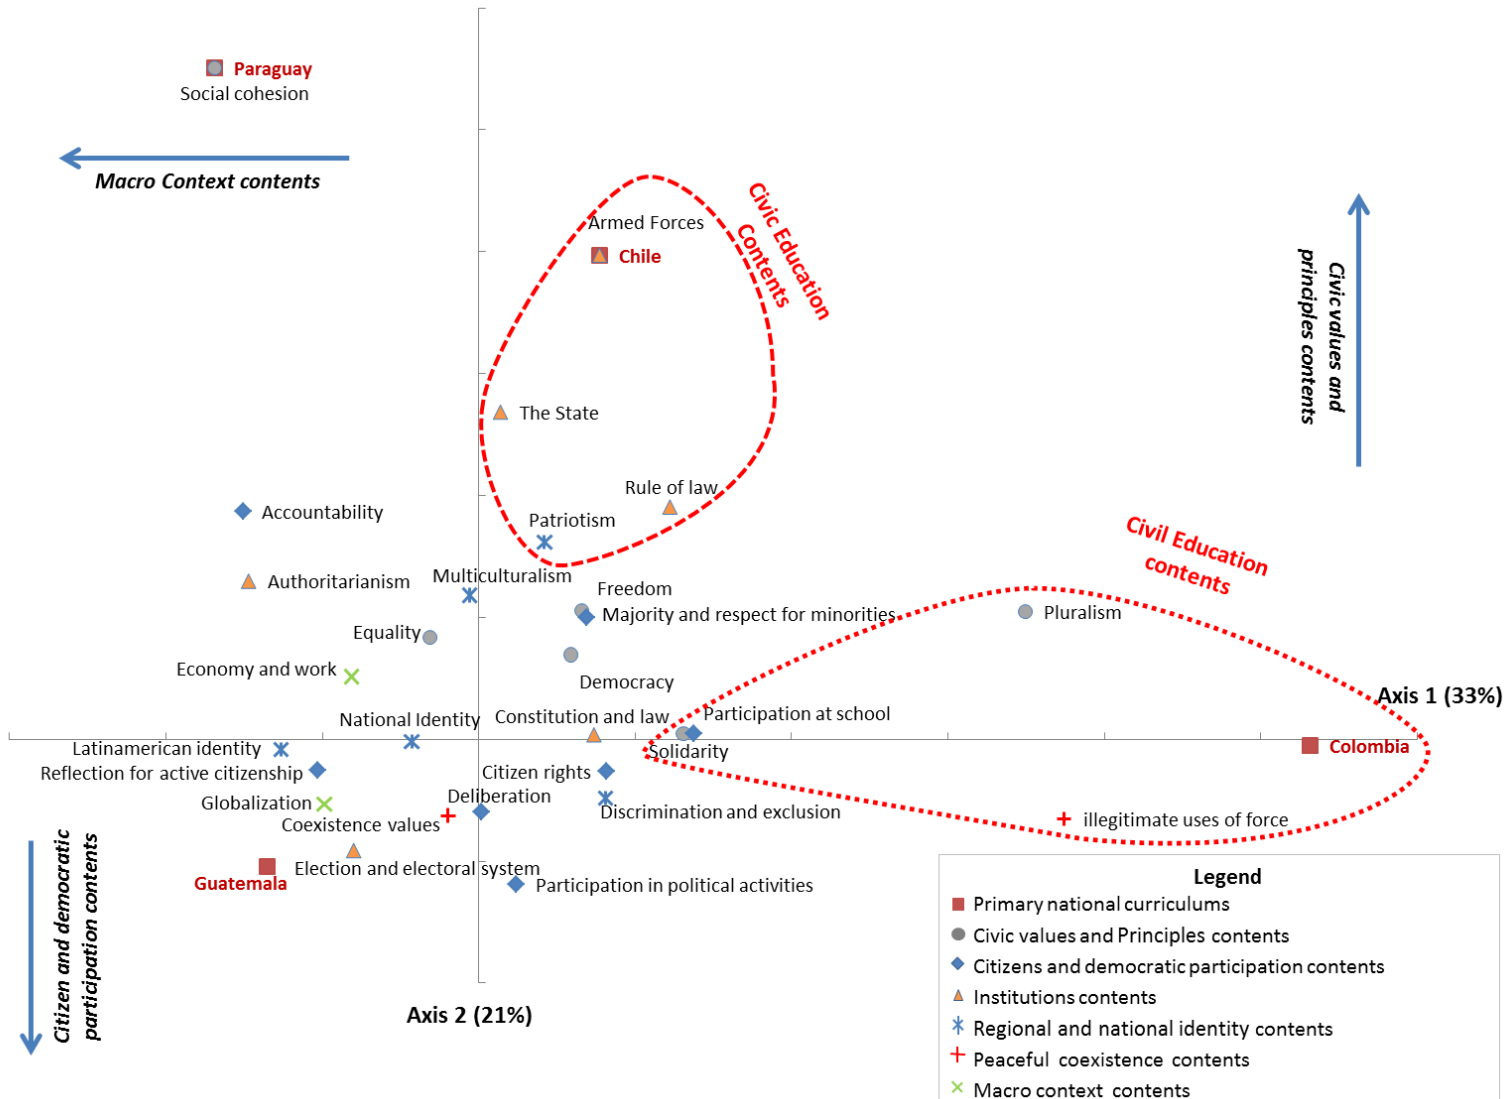 Paraguay
Social cohesion
Macro Context contents
Armed Forces
Chile
Civic Education
Contents
Civic values and
principles contents
The State
Rule of law
Patriotism
Accountability
Authoritarianism
Multiculturalism
Freedom
Majority and respect for minorities
Equality
Economy and work
Democracy
Civil Education
contents
Pluralism
Axis 1 (33%)
National Identity
Constitution and law
Participation at school
Solidarity
Colombia
Latinamerican identity
Reflection for active citizenship
Citizen rights
Globalization
Deliberation
Discrimination and exclusion
Coexistence values
illegitimate uses of force
Election and electoral system
Guatemala
Participation in political activities
Citizen and democratic
participation contents
Axis 2 (21%)
Legend
Primary national curriculums
Civic values and Principles contents
Citizens and democratic participation contents
Institutions contents
Regional and national identity contents
Peaceful coexistence contents
Macro context contents